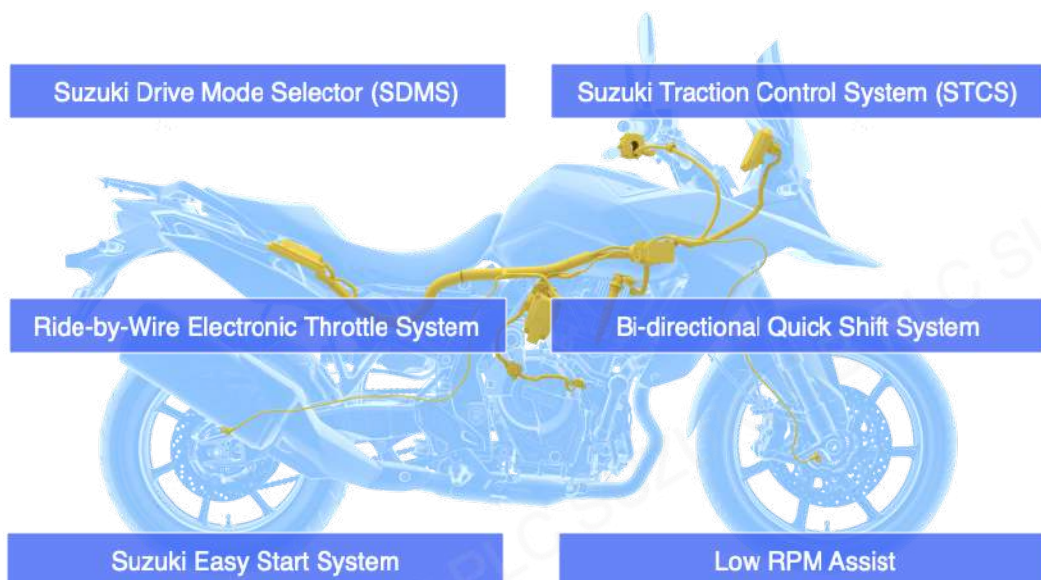 Suzuki Drive Mode Selector (SDMS)
Suzuki Traction Control System (STCS)
Ride-by-Wire Electronic Throttle System
Bi-directional Quick Shift System
Suzuki Easy Start System
Low RPM Assist